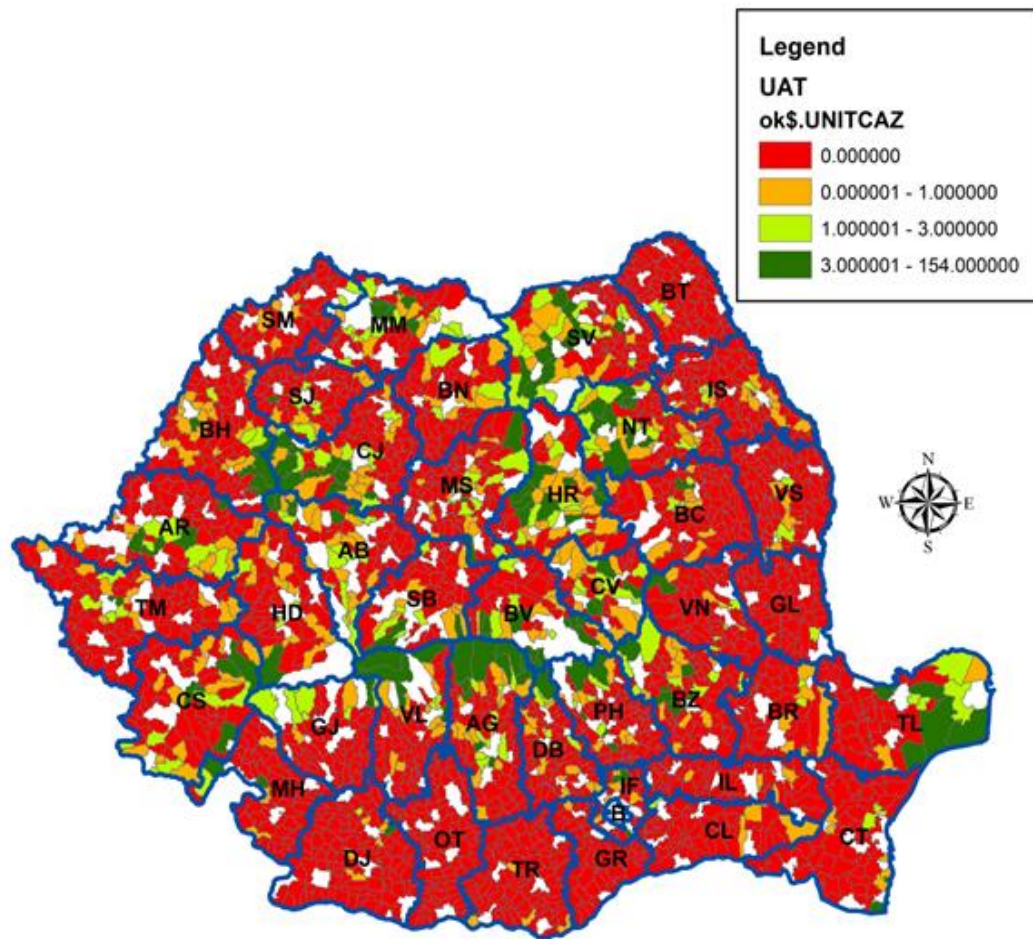 Legend
UAT
ok$.UNITCAZ
0.000000
0.000001 - 1.000000
1.000001 - 3.000000
3.000001 - 154.000000
BT
SM
MM
SV
BN
SJ
IS
BH
CJ
NT
MS
HR
VS
BC
AR
AB
CV
TM
HD
SB
BV
VN
GL
CS
GJ
VL
AG
PH
BZ
BR
TL
DB
MH
IF
IL
B
CL
CT
DJ
OT
TR
GR
N
W
E
S